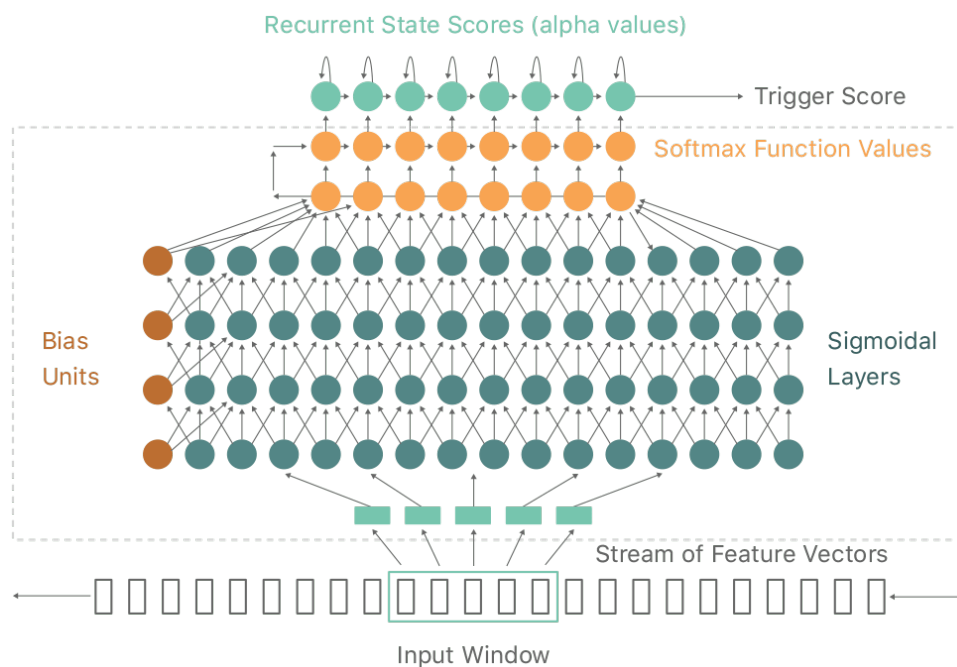 Recurrent State Scores (alpha values)
Trigger Score
Softmax Function Values
Bias
Units
Sigmoidal
Layers
Stream of Feature Vectors
Input Window